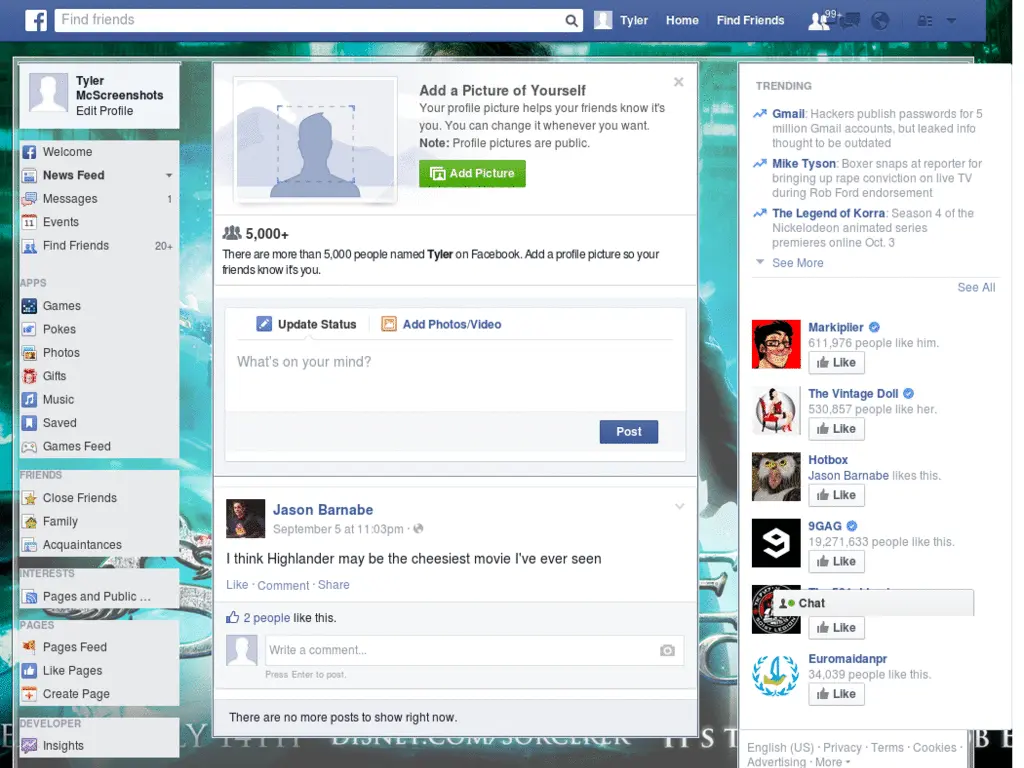 Find friends
Tyler
Home
Find Friends
99+
Tyler
McScreenshots
Edit Profile
Welcome
News Feed
Messages 1
Events
Find Friends 20+
APPS
Games
Pokes
Photos
Gifts
Music
Saved
Games Feed
FRIENDS
Close Friends
Family
Acquaintances
INTERESTS
Pages and Public ...
PAGES
Pages Feed
Like Pages
Create Page
DEVELOPER
Insights
Add a Picture of Yourself
Your profile picture helps your friends know it's
you. You can change it whenever you want.
Note: Profile pictures are public.
Add Picture
5,000+
There are more than 5,000 people named Tyler on Facebook. Add a profile picture so your
friends know it's you.
Update Status
Add Photos/Video
What's on your mind?
Post
Jason Barnabe
September 5 at 11:03pm ·
I think Highlander may be the cheesiest movie I've ever seen
Like · Comment · Share
2 people like this.
Write a comment...
Press Enter to post.
There are no more posts to show right now.
TRENDING
Gmail: Hackers publish passwords for 5
million Gmail accounts, but leaked info
thought to be outdated
Mike Tyson: Boxer snaps at reporter for
bringing up rape conviction on live TV
during Rob Ford endorsement
The Legend of Korra: Season 4 of the
Nickelodeon animated series
premieres online Oct. 3
See More
See All
Markiplier
611,976 people like him.
Like
The Vintage Doll
530,857 people like her.
Like
Hotbox
Jason Barnabe likes this.
Like
9GAG
19,271,633 people like this.
Like
Chat
Like
Euromaidanpr
34,039 people like this.
Like
English (US) · Privacy · Terms · Cookies ·
Advertising · More
LY 14TH DISNEY.COM/SORCERER IT'S T